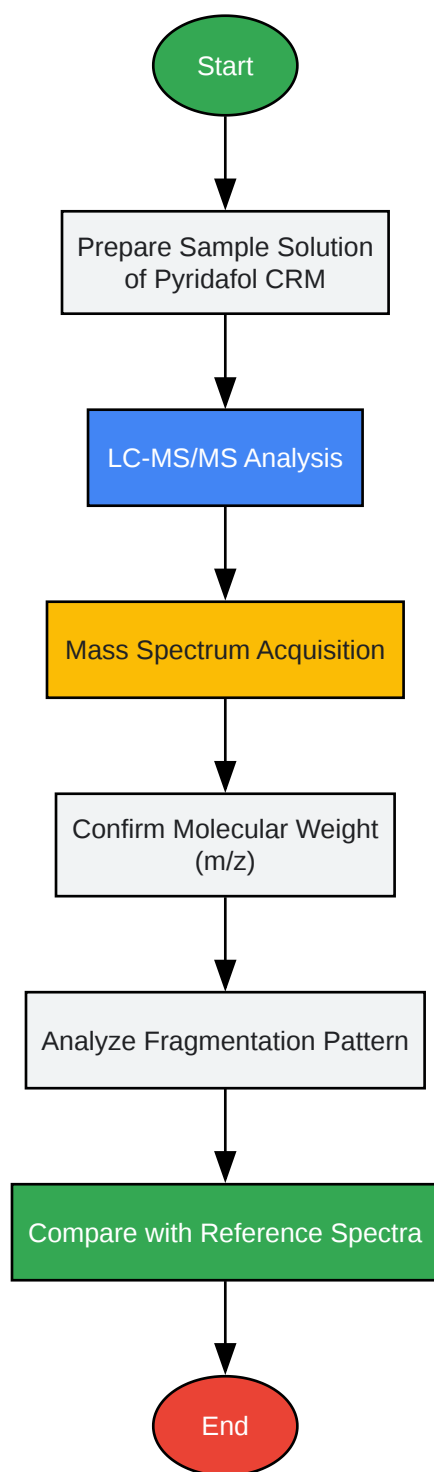 Start
Prepare Sample Solution
of Pyridafol CRM
LC-MS/MS Analysis
Mass Spectrum Acquisition
Confirm Molecular Weight
(m/z)
Analyze Fragmentation Pattern
Compare with Reference Spectra
End